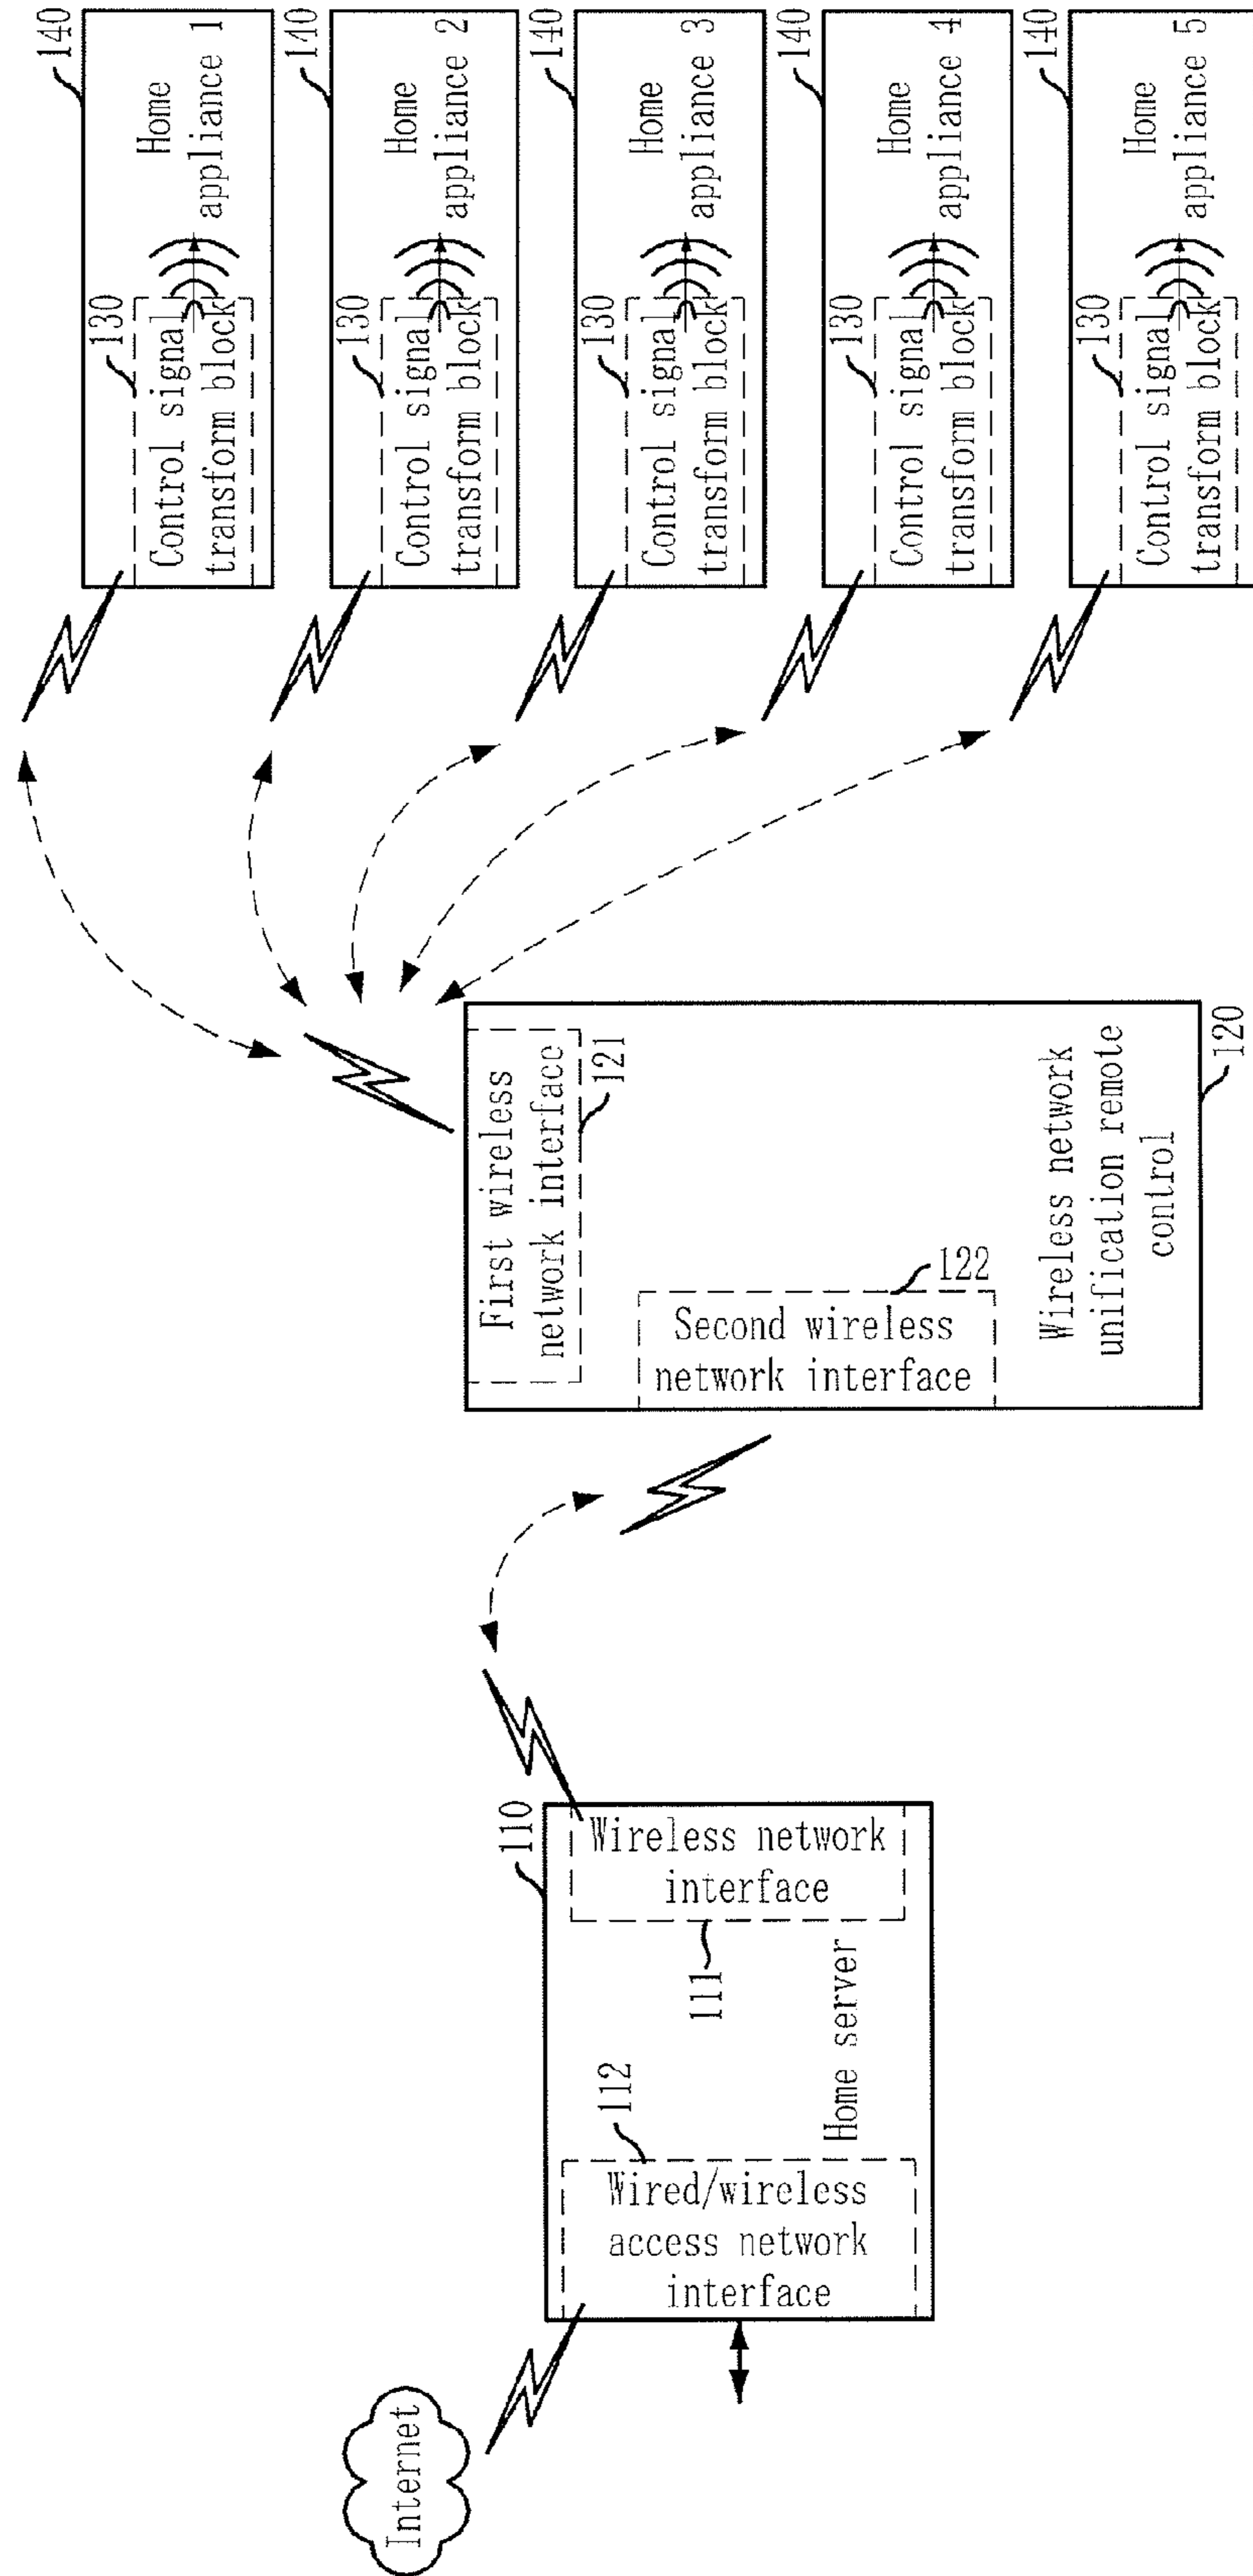 Internet
110
Wired/wireless
access network
interface
112
Wireless network
interface
111
Home server
First wireless
network interface
121
Second wireless
network interface
122
Wireless network
unification remote
control
120
140
130
Control signal
transform block
Home
appliance 1
140
130
Control signal
transform block
Home
appliance 2
140
130
Control signal
transform block
Home
appliance 3
140
130
Control signal
transform block
Home
appliance 4
140
130
Control signal
transform block
Home
appliance 5